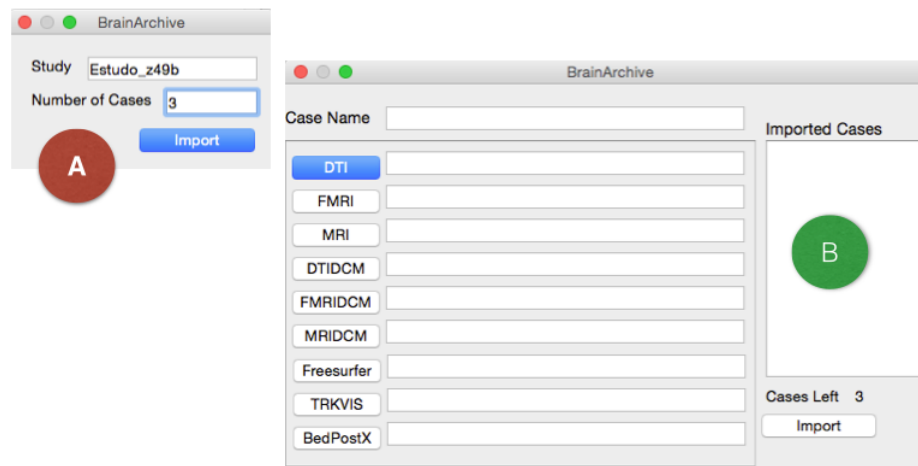 BrainArchive
Study Estudo_z49b
Number of Cases 3
Import
A
BrainArchive
Case Name
Imported Cases
DTI
FMRI
MRI
B
DTIDCM
FMRIDCM
MRIDCM
Freesurfer
TRKVIS
BedPostX
Cases Left 3
Import